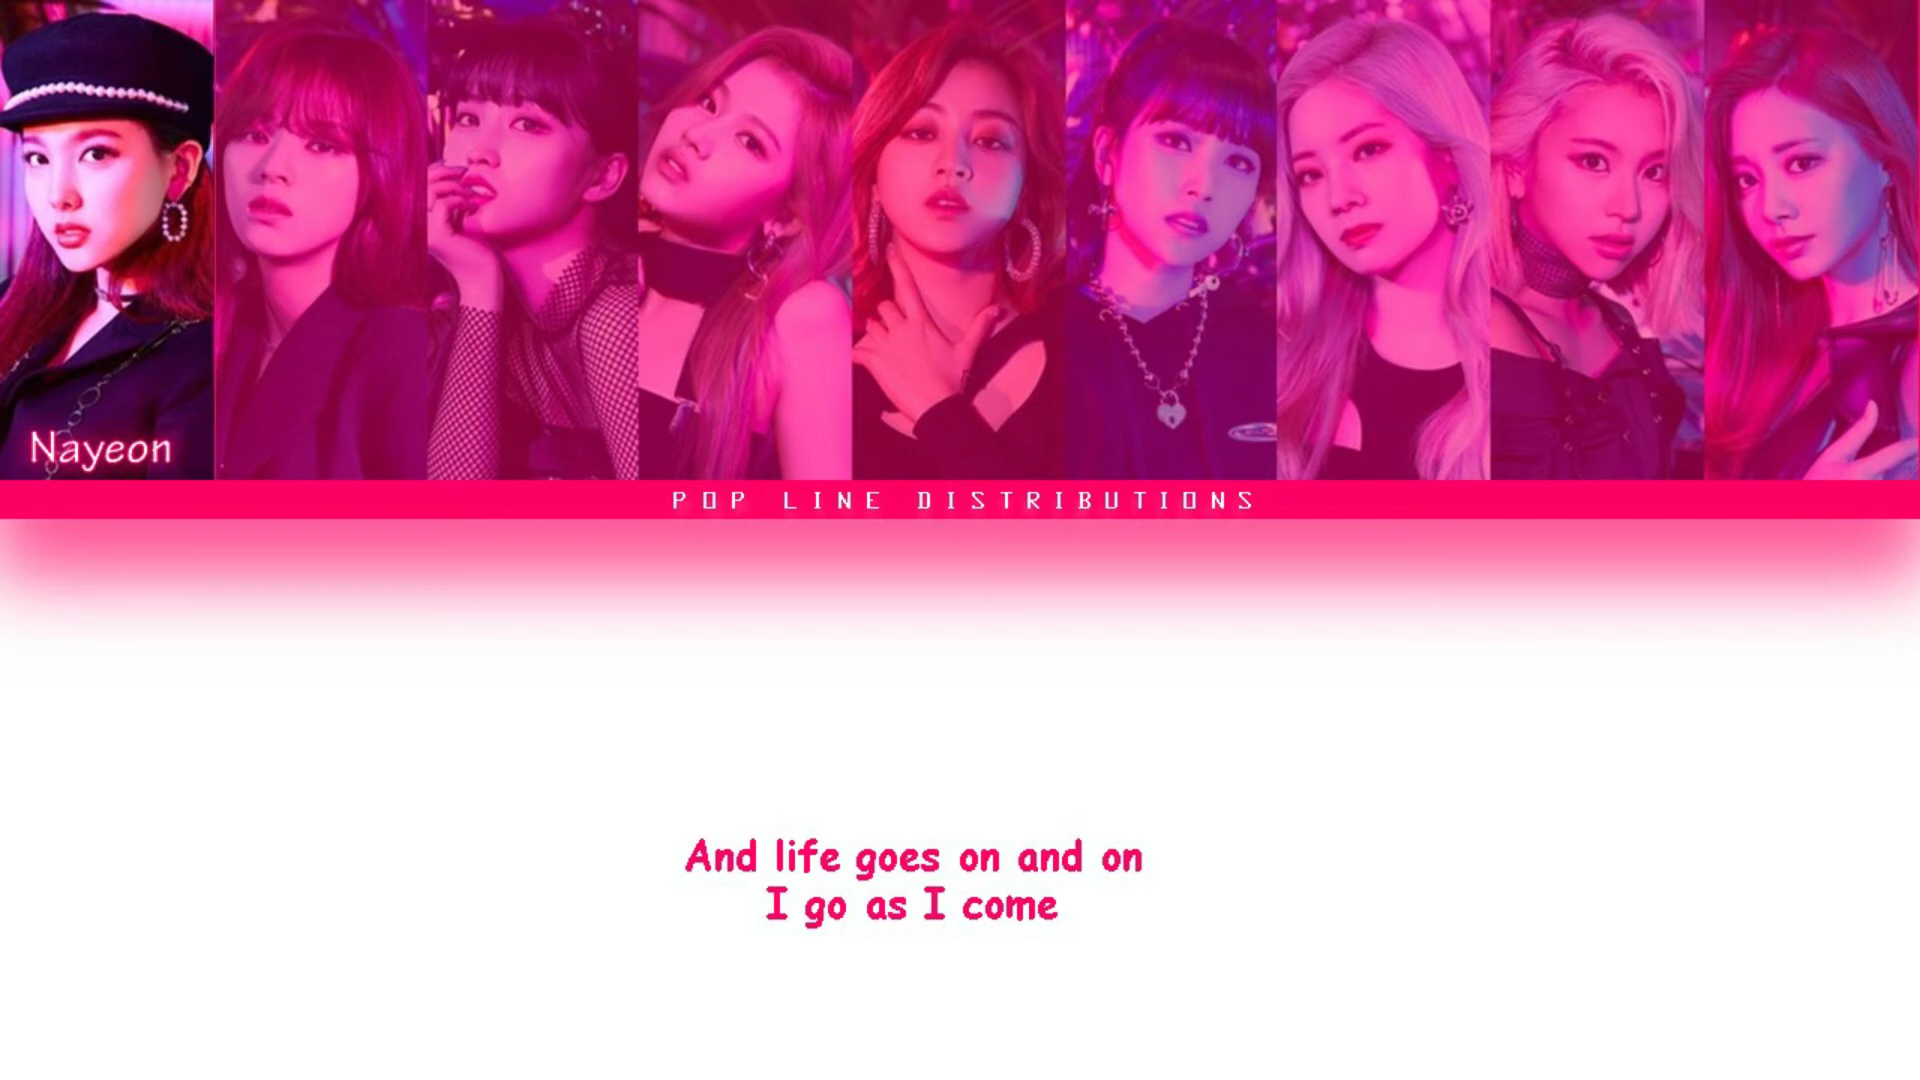 Nayeon
POP LINE DISTRIBUTIONS
And life goes on and on
I go as I come